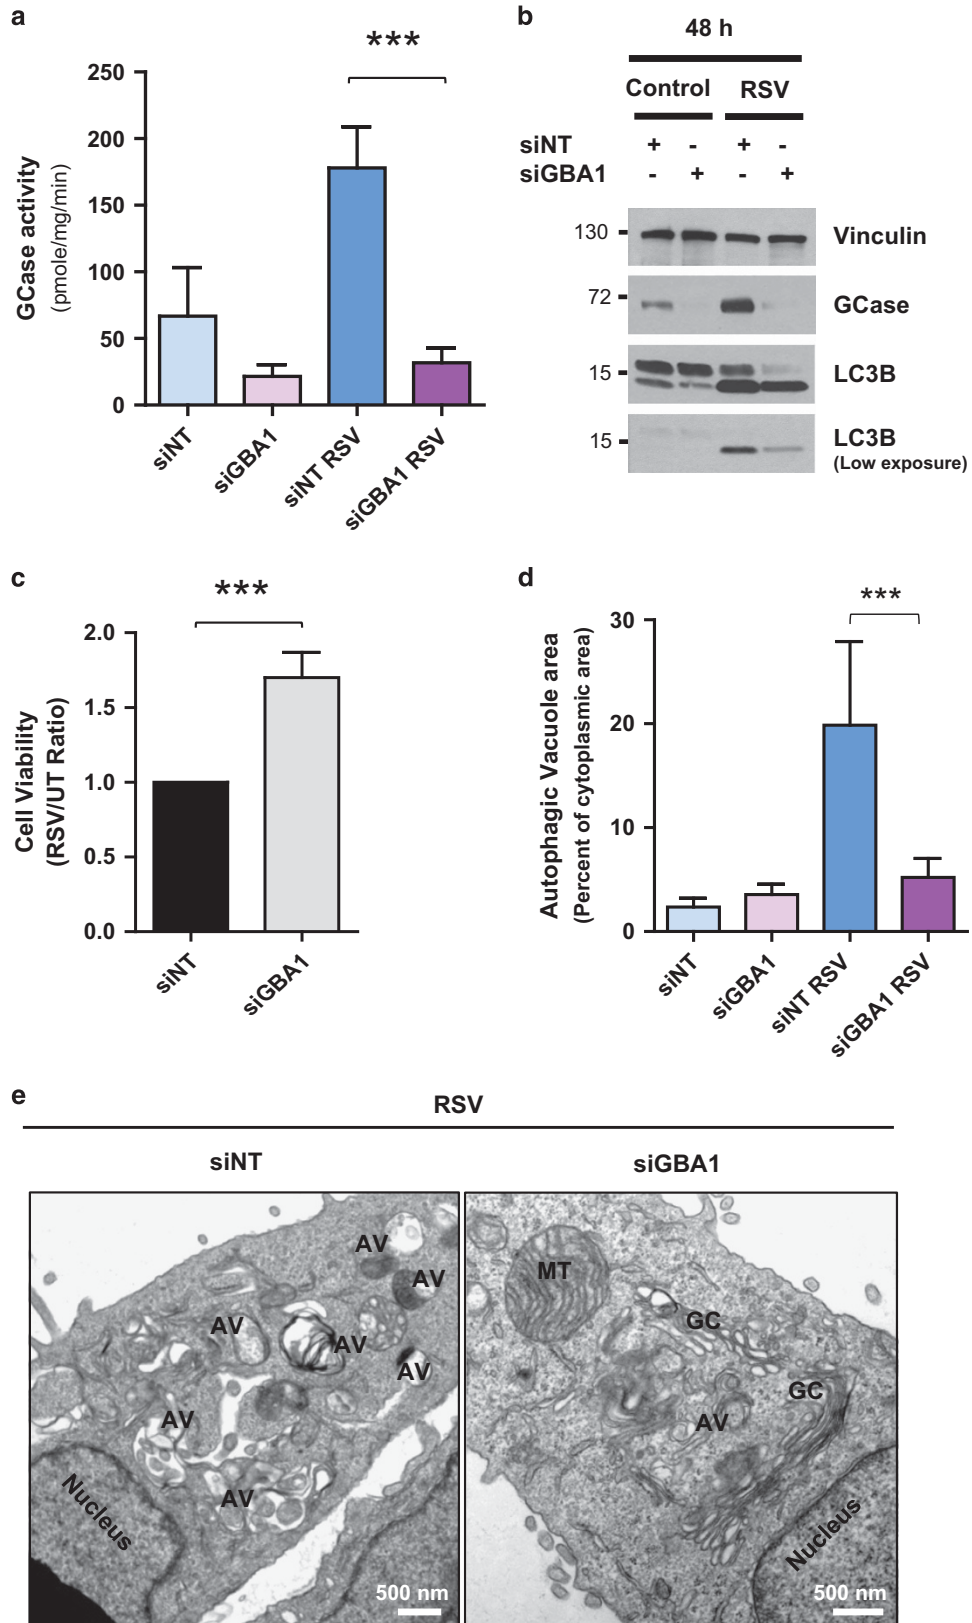 a
***
250
200
150
100
50
0
GCase activity
(pmole/mg/min)
siNT
siGBA1
siNT RSV
siGBA1 RSV
b
48 h
Control RSV
siNT + - + -
siGBA1 - + - +
130 Vinculin
72 GCase
15 LC3B
15 LC3B
(Low exposure)
c
***
2.0
1.5
1.0
0.5
0.0
Cell Viability
(RSV/UT Ratio)
siNT
siGBA1
d
***
30
20
10
0
Autophagic Vacuole area
(Percent of cytoplasmic area)
siNT
siGBA1
siNT RSV
siGBA1 RSV
e
RSV
siNT siGBA1
AV
AV
AV
AV
AV
AV
AV
Nucleus
500 nm
MT
GC
GC
AV
Nucleus
500 nm